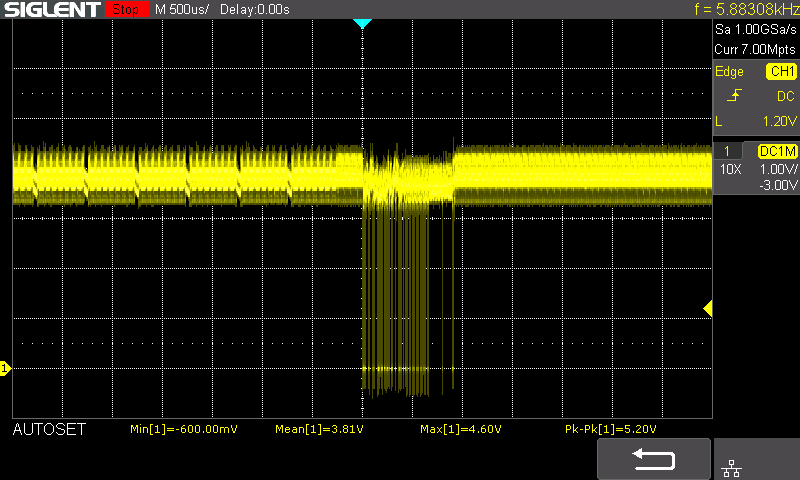 SIGLENT Stop M 500us/ Delay:0.00s f = 5.88308kHz
Sa 1.00GSa/s
Curr 7.00Mpts
Edge CH1
DC
L 1.20V
1 DC1M
10X 1.00V/
-3.00V
1
AUTOSET Min[1]=-600.00mV Mean[1]=3.81V Max[1]=4.60V Pk-Pk[1]=5.20V